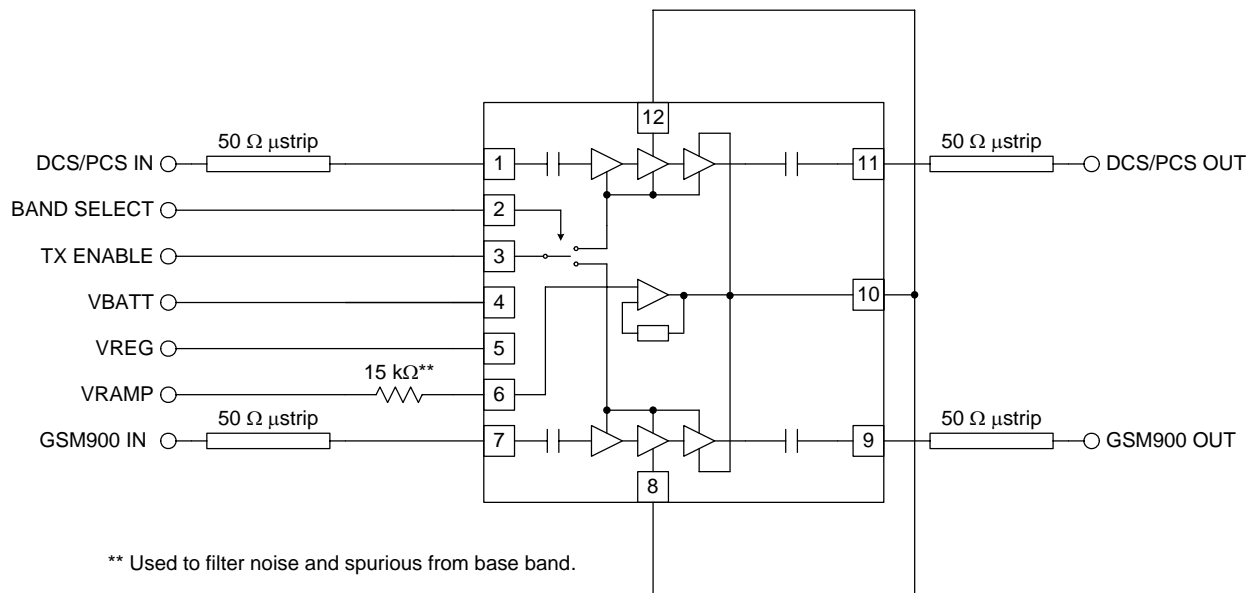 12
50 Ω μstrip
50 Ω μstrip
DCS/PCS IN
1
11
DCS/PCS OUT
BAND SELECT
2
TX ENABLE
3
VBATT
4
10
VREG
5
15 kΩ**
VRAMP
6
50 Ω μstrip
50 Ω μstrip
GSM900 IN
7
9
GSM900 OUT
8
** Used to filter noise and spurious from base band.